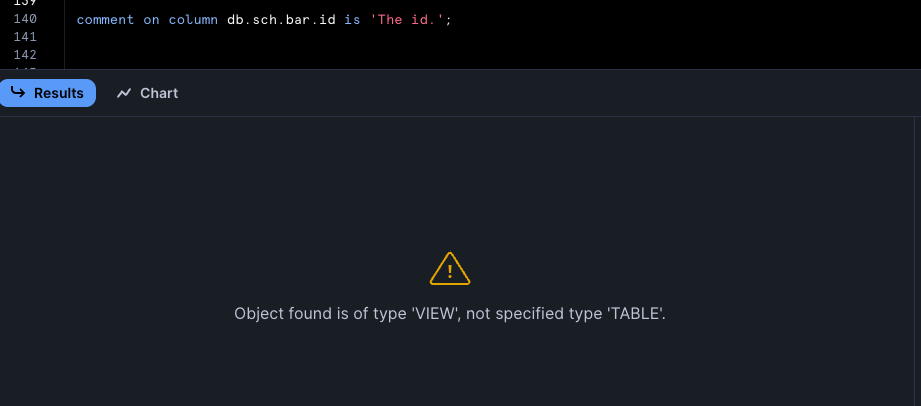 139
140 comment on column db.sch.bar.id is 'The id.';
141
142
Results Chart
Object found is of type 'VIEW', not specified type 'TABLE'.